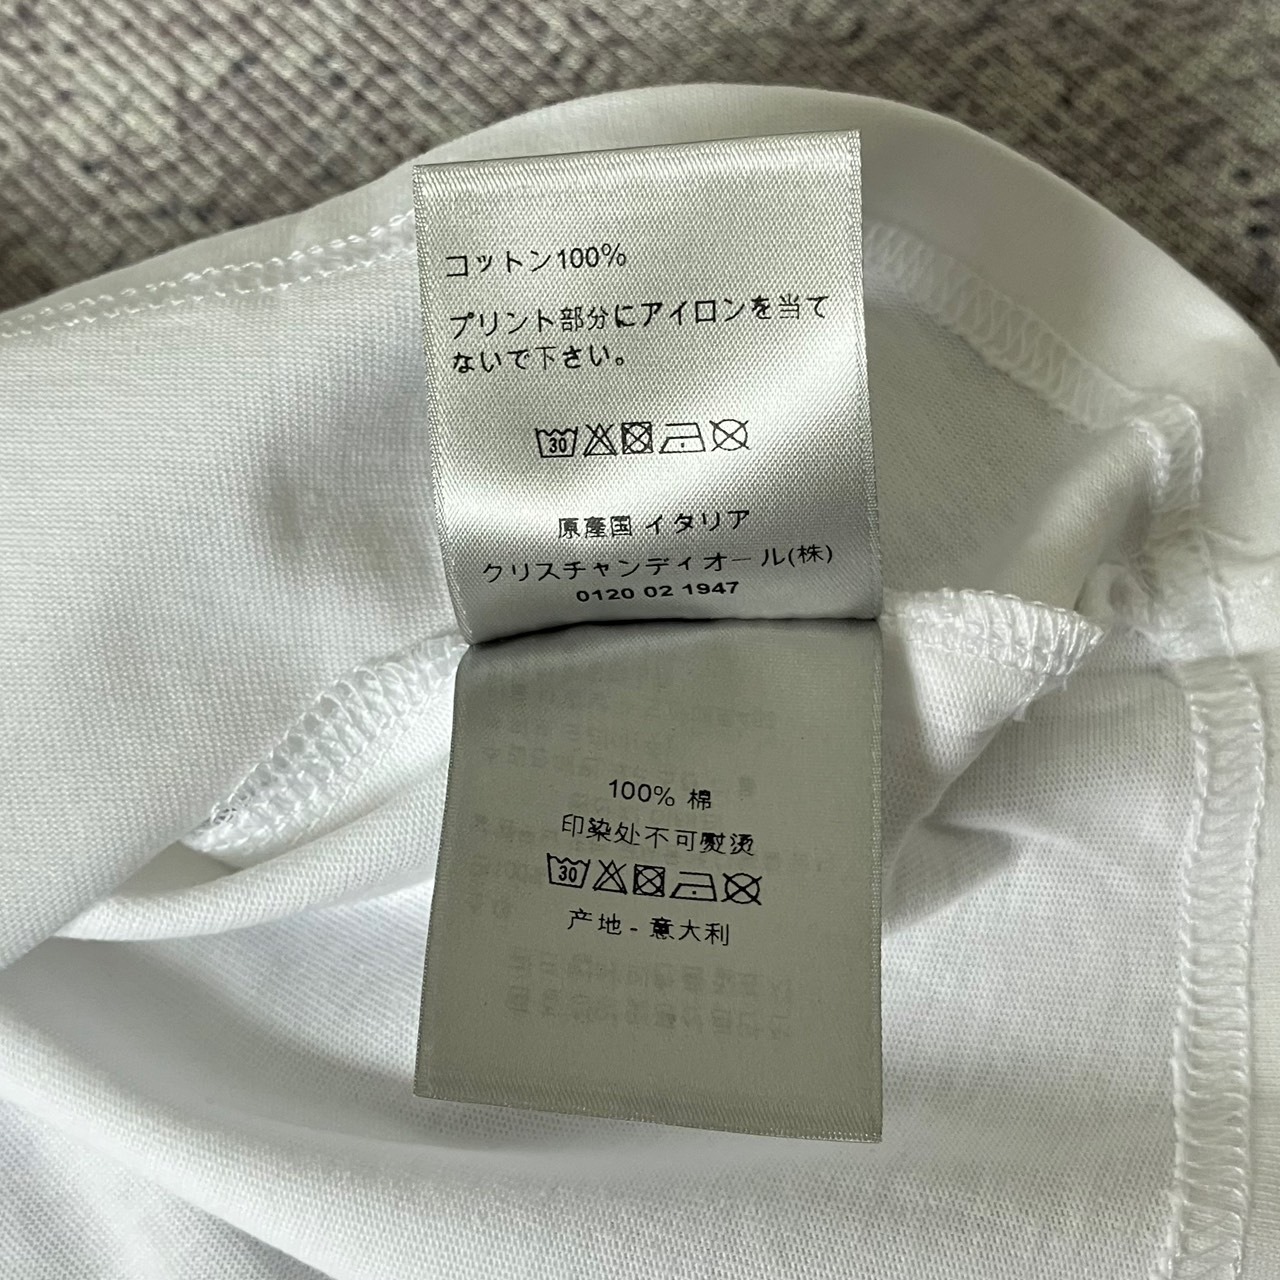 コットン100%
プリント部分にアイロンを当て
ないで下さい。
30
原産国 イタリア
クリスチャンディオール(株)
0120 02 1947
100% 棉
印染处不可熨烫
30
产地 - 意大利